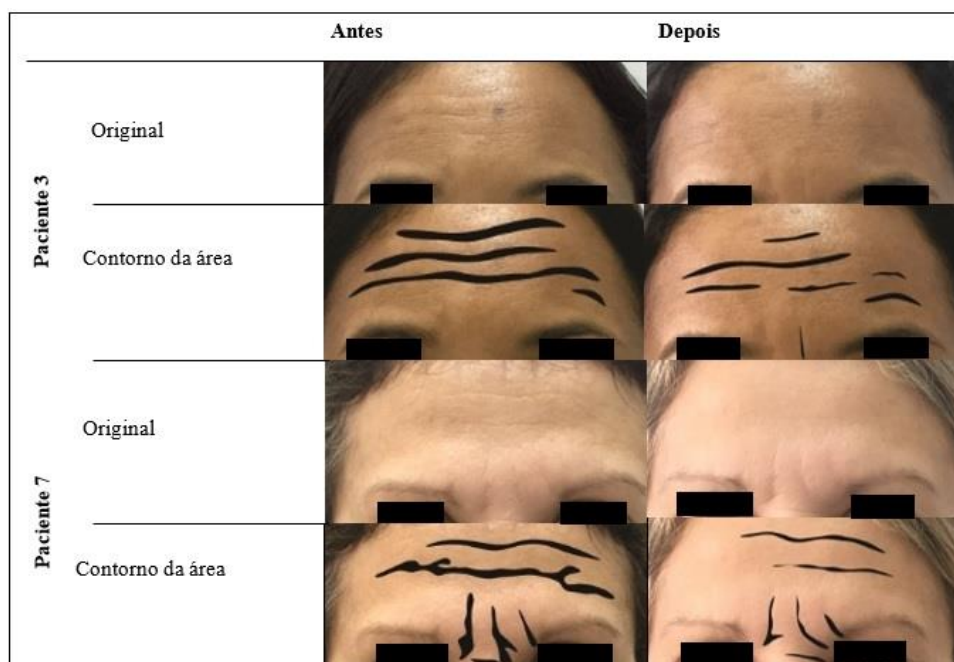 Antes Depois
Paciente 3
Original
Contorno da área
Paciente 7
Original
Contorno da área